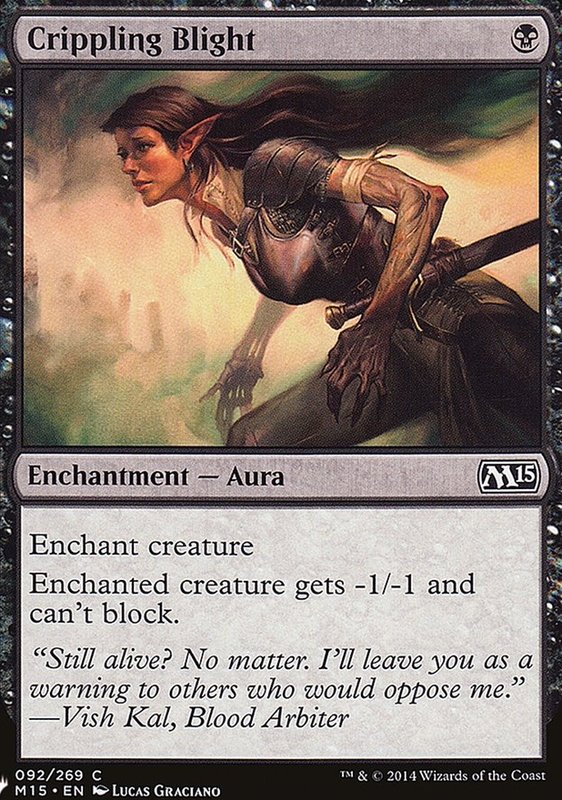 Crippling Blight
Enchantment — Aura
M15
Enchant creature
Enchanted creature gets -1/-1 and
can't block.
“Still alive? No matter. I'll leave you as a
warning to others who would oppose me.”
—Vish Kal, Blood Arbiter
092/269 C
M15 • EN Lucas Graciano
™ & © 2014 Wizards of the Coast